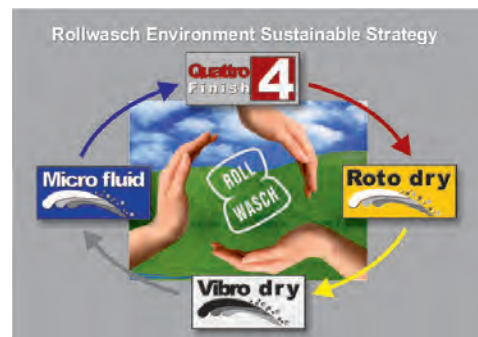 Rollwasch Environment Sustainable Strategy
Quattro 4
Finish
Micro fluid
Roto dry
ROLL
WASCH
Vibro dry